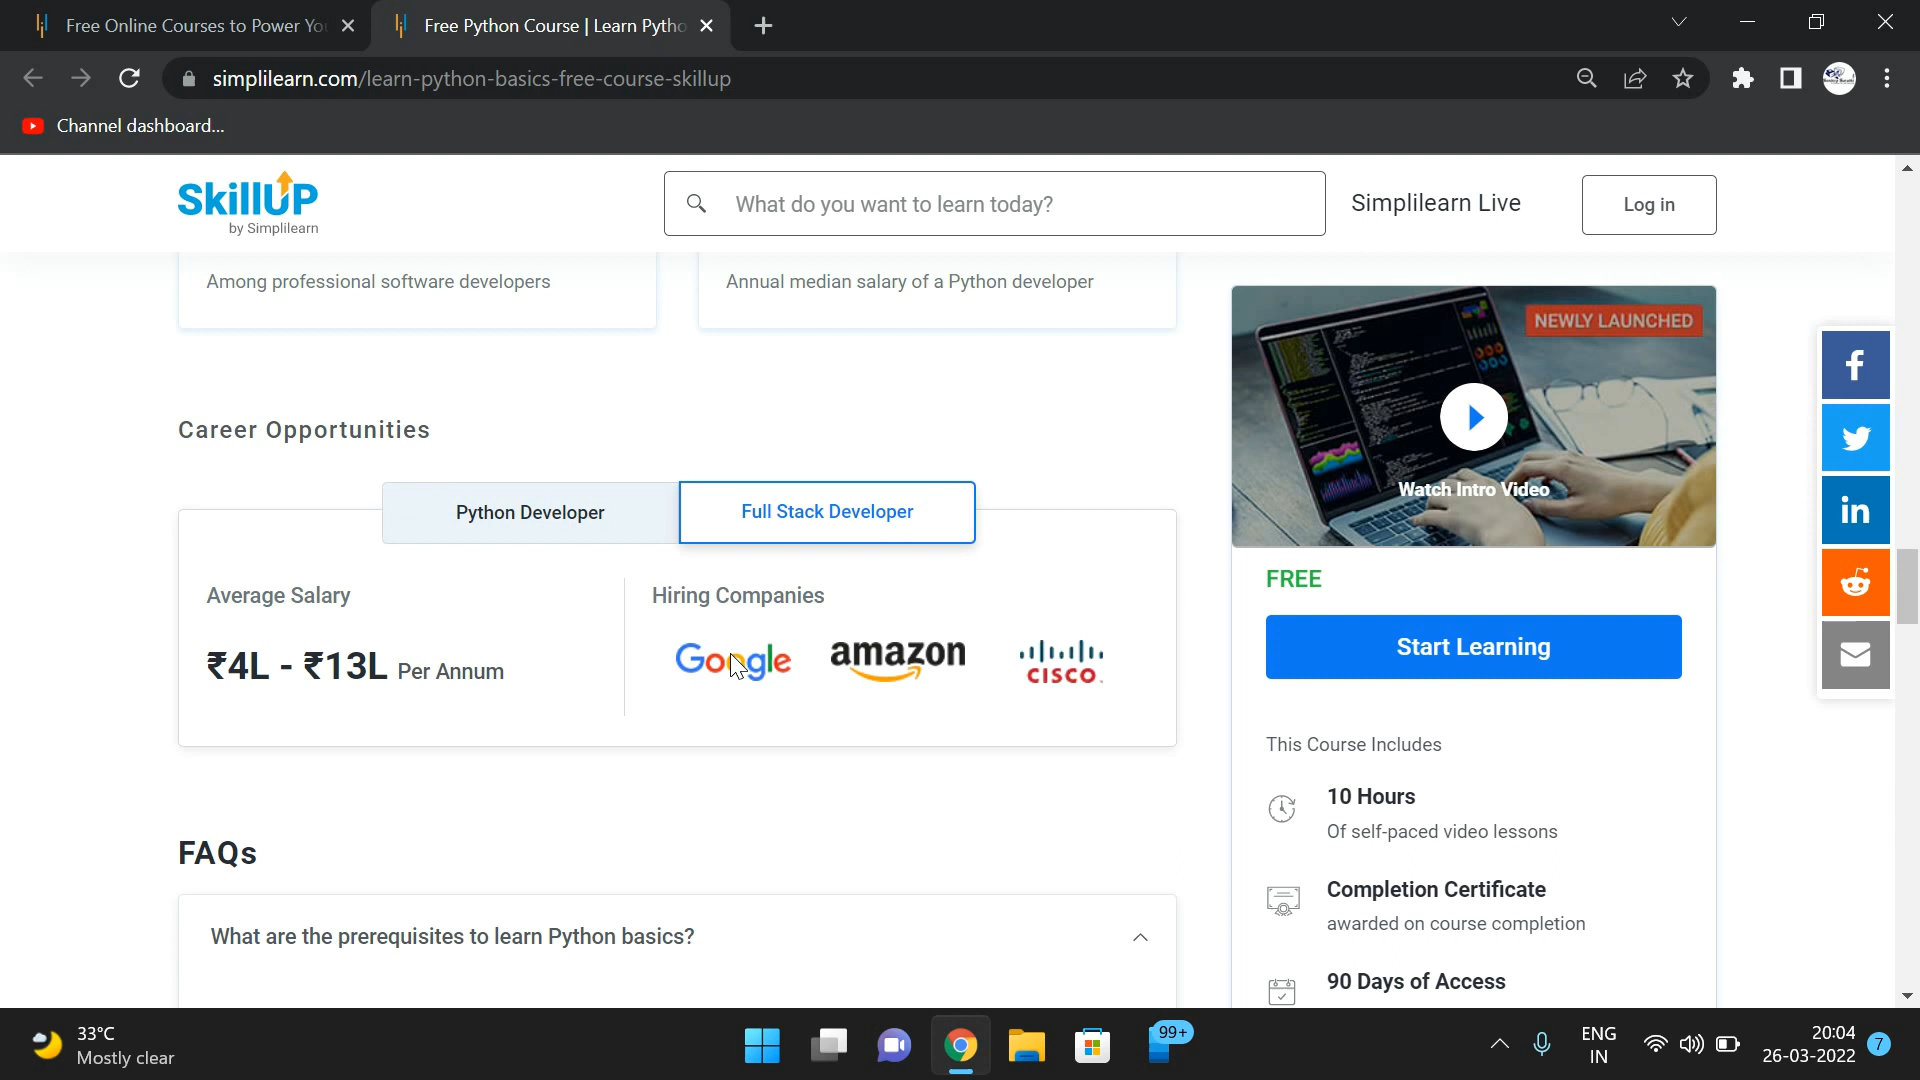 Free Online Courses to Power Yo
Free Python Course | Learn Pytho
simplilearn.com/learn-python-basics-free-course-skillup
Channel dashboard...
SkillUP
by Simplilearn
What do you want to learn today?
Simplilearn Live
Log in
Among professional software developers
Annual median salary of a Python developer
NEWLY LAUNCHED
Watch Intro Video
Career Opportunities
Python Developer
Full Stack Developer
Average Salary
Hiring Companies
₹4L - ₹13L Per Annum
Google
amazon
CISCO
FREE
Start Learning
This Course Includes
10 Hours
Of self-paced video lessons
Completion Certificate
awarded on course completion
90 Days of Access
FAQs
What are the prerequisites to learn Python basics?
f
in
33°C
Mostly clear
99+
ENG
IN
20:04
26-03-2022
7